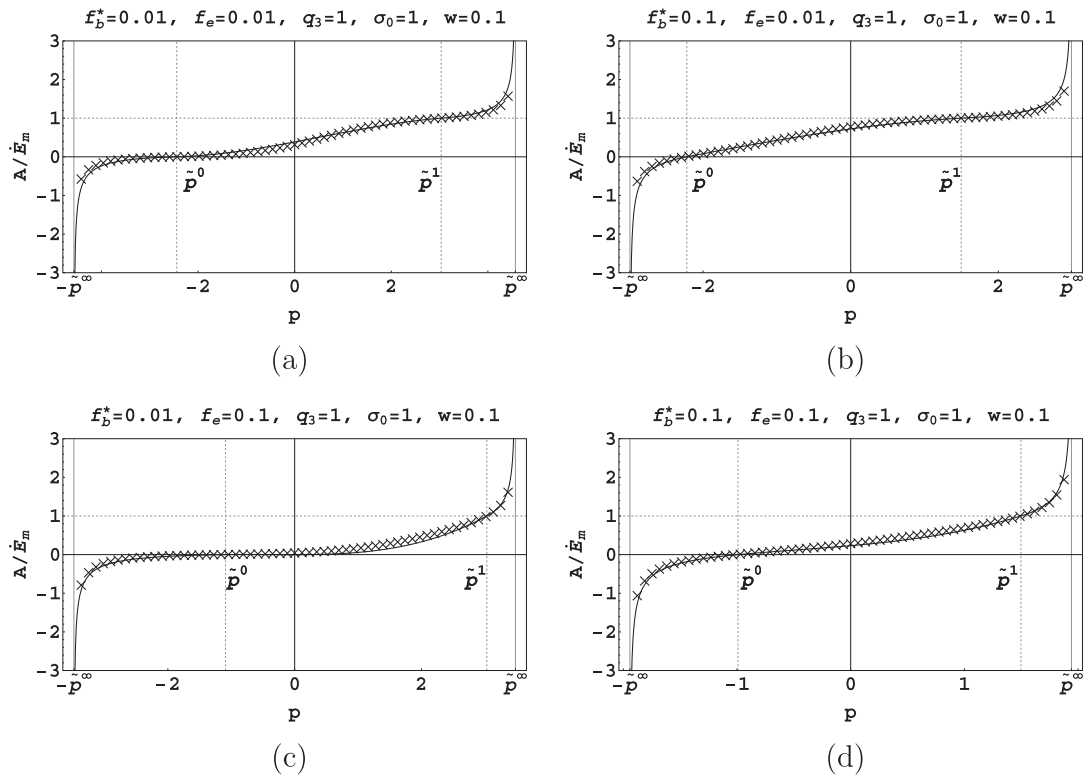 f*b=0.01, fe=0.01, q3=1, σ0=1, w=0.1
f*b=0.1, fe=0.01, q3=1, σ0=1, w=0.1
3
2
1
0
-1
-2
-3
A/Ėm
p̃0
p̃1
-p̃∞
-2
0
2
p̃∞
p
(a)
3
2
1
0
-1
-2
-3
A/Ėm
p̃0
p̃1
-p̃∞
-2
0
2
p̃∞
p
(b)
f*b=0.01, fe=0.1, q3=1, σ0=1, w=0.1
f*b=0.1, fe=0.1, q3=1, σ0=1, w=0.1
3
2
1
0
-1
-2
-3
A/Ėm
p̃0
p̃1
-p̃∞
-2
0
2
p̃∞
p
(c)
3
2
1
0
-1
-2
-3
A/Ėm
p̃0
p̃1
-p̃∞
-1
0
1
p̃∞
p
(d)